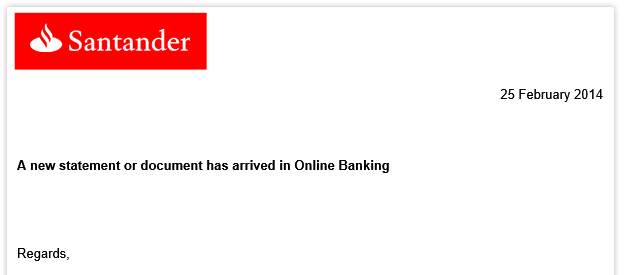 Santander
25 February 2014
A new statement or document has arrived in Online Banking
Regards,